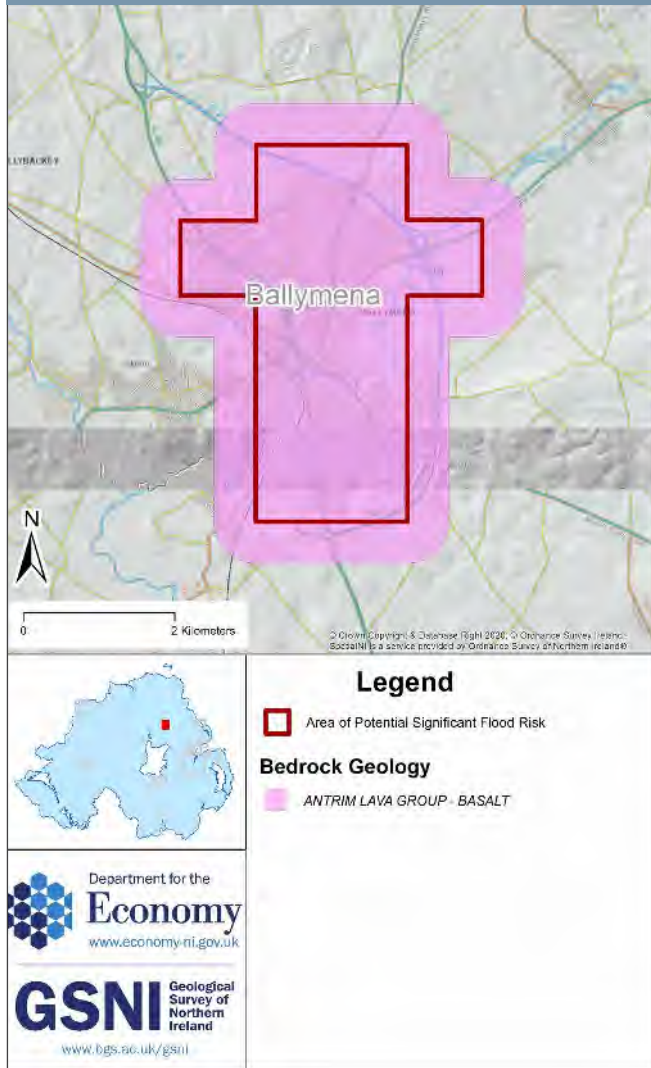 Ballymena
N
0 2 Kilometers
© Crown Copyright & Database Right 2020, © Ordnance Survey Ireland
SpatialNI is a service provided by Ordnance Survey of Northern Ireland®
Legend
Area of Potential Significant Flood Risk
Bedrock Geology
ANTRIM LAVA GROUP - BASALT
Department for the
Economy
www.economy-ni.gov.uk
GSNI Geological
Survey of
Northern
Ireland
www.bgs.ac.uk/gsni